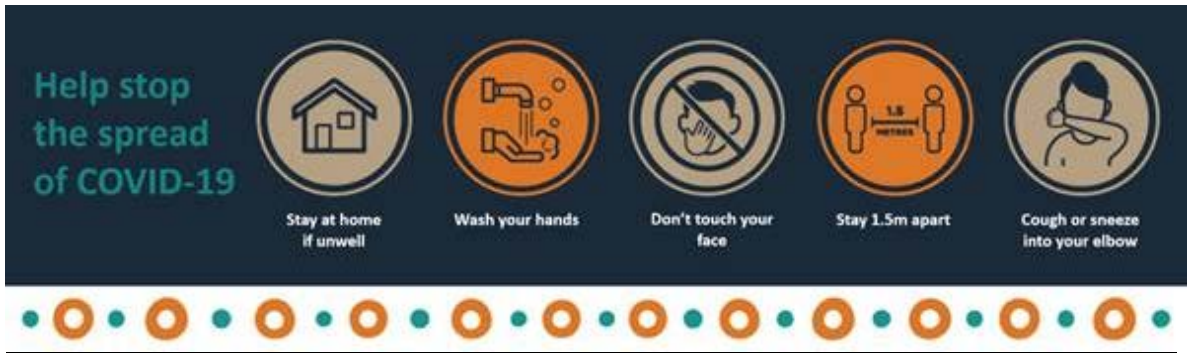 Help stop
the spread
of COVID-19
1.5
METRES
Stay at home
if unwell
Wash your hands
Don't touch your
face
Stay 1.5m apart
Cough or sneeze
into your elbow